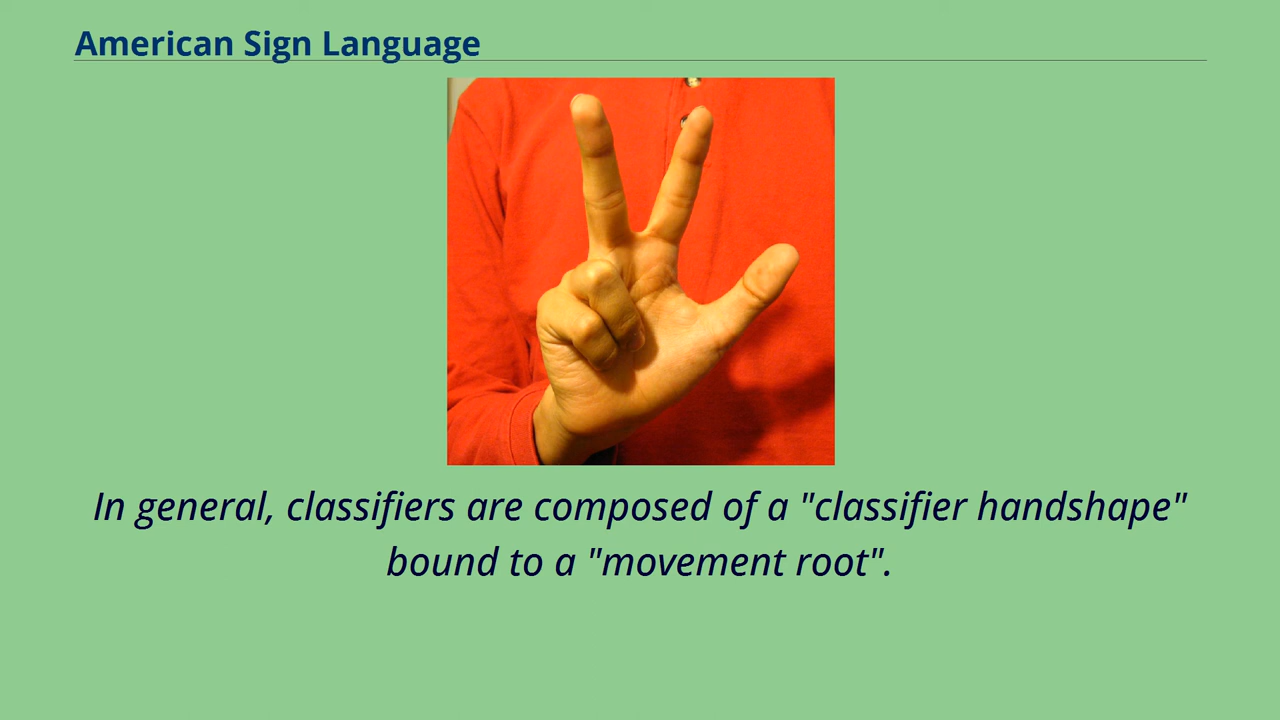 American Sign Language
In general, classifiers are composed of a "classifier handshape"
bound to a "movement root".